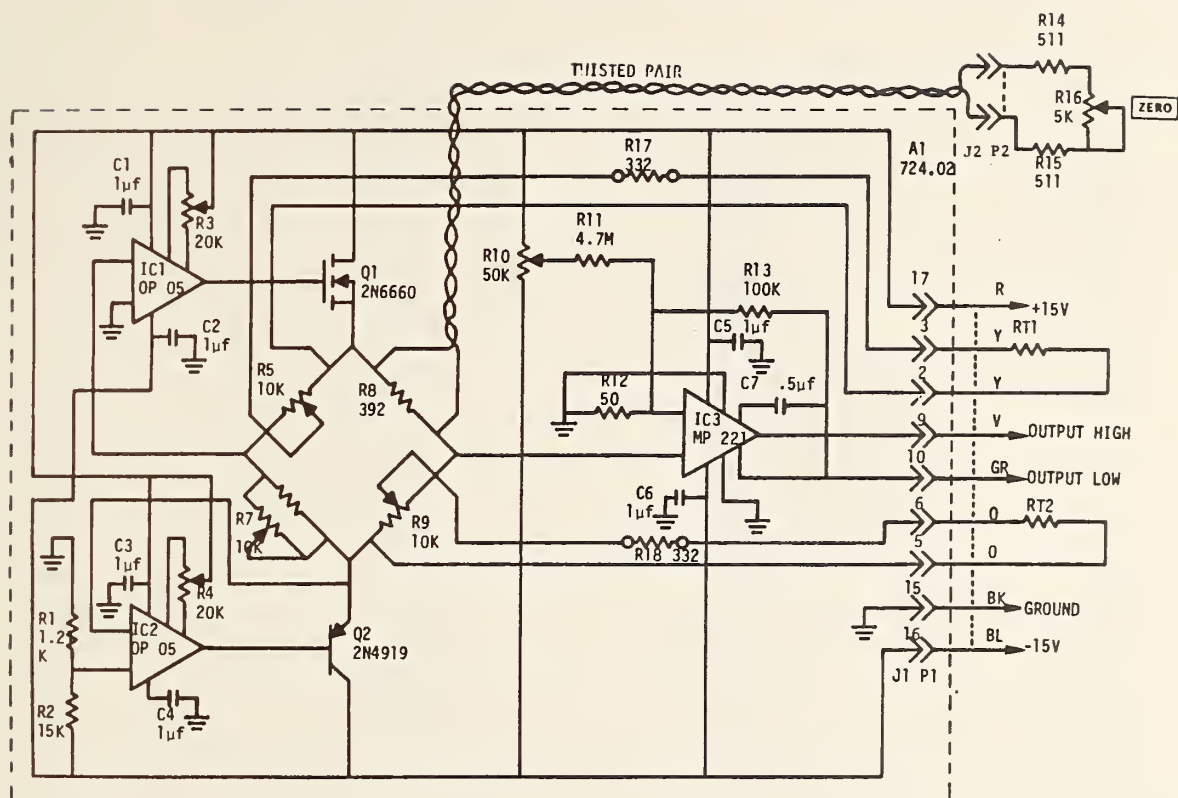 TWISTED PAIR
R14
511
R16
5K
ZERO
R15
511
J2 P2
A1
724.02
R17
332
C1
1µf
R3
20K
IC1
OP 05
C2
1µf
Q1
2N6660
R10
50K
R11
4.7M
R13
100K
C5 1µf
C7 .5µf
R12
50
IC3
MP 221
C6
1µf
R5
10K
R8
392
R7
10K
R9
10K
R18 332
C3
1µf
R4
20K
R1
1.2
K
IC2
OP 05
R2
15K
C4
1µf
Q2
2N4919
17 R +15V
3 Y RT1
2 Y
9 V OUTPUT HIGH
10 GR OUTPUT LOW
6 O RT2
5 O
15 BK GROUND
16 BL -15V
J1 P1